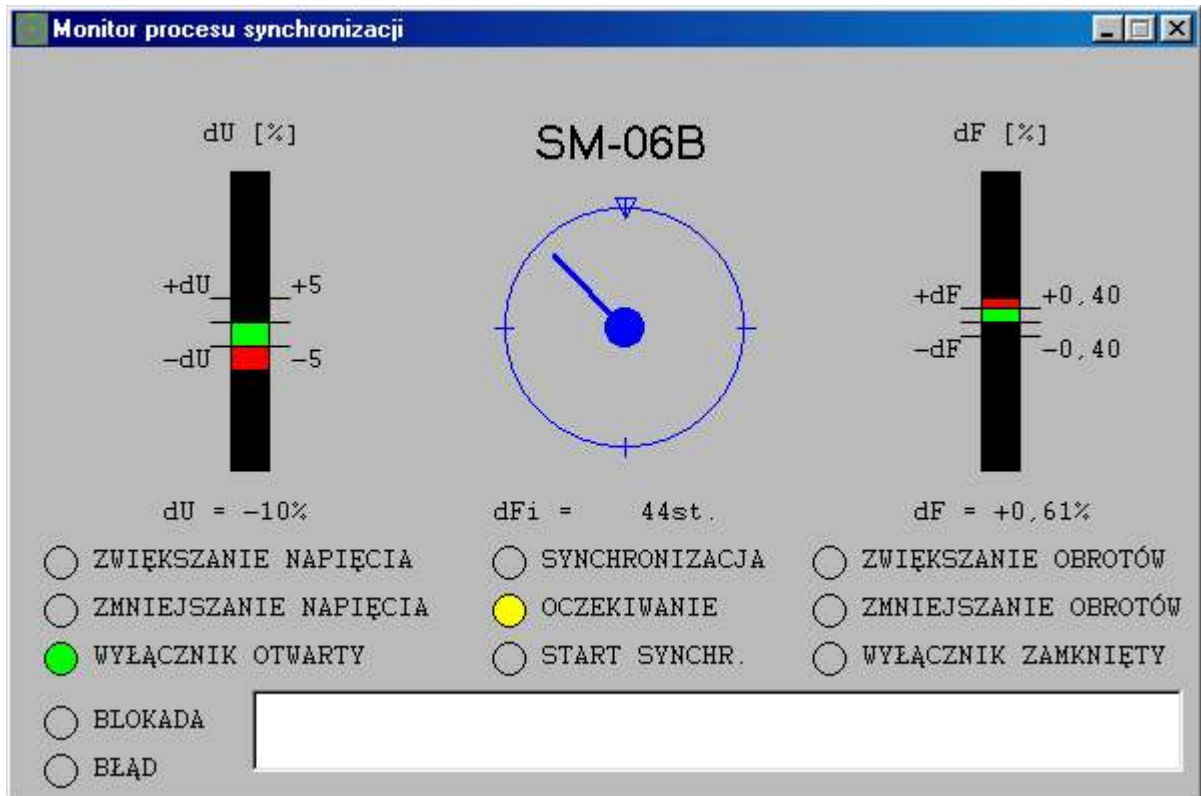 Monitor procesu synchronizacji
dU [%]
SM-06B
dF [%]
+dU
+5
-dU
-5
+dF
+0,40
-dF
-0,40
dU = -10%
dFi = 44st.
dF = +0,61%
ZWIĘKSZANIE NAPIĘCIA
SYNCHRONIZACJA
ZWIĘKSZANIE OBROTÓW
ZMNIEJSZANIE NAPIĘCIA
OCZEKIWANIE
ZMNIEJSZANIE OBROTÓW
WYŁĄCZNIK OTWARTY
START SYNCHR.
WYŁĄCZNIK ZAMKNIĘTY
BLOKADA
BŁĄD